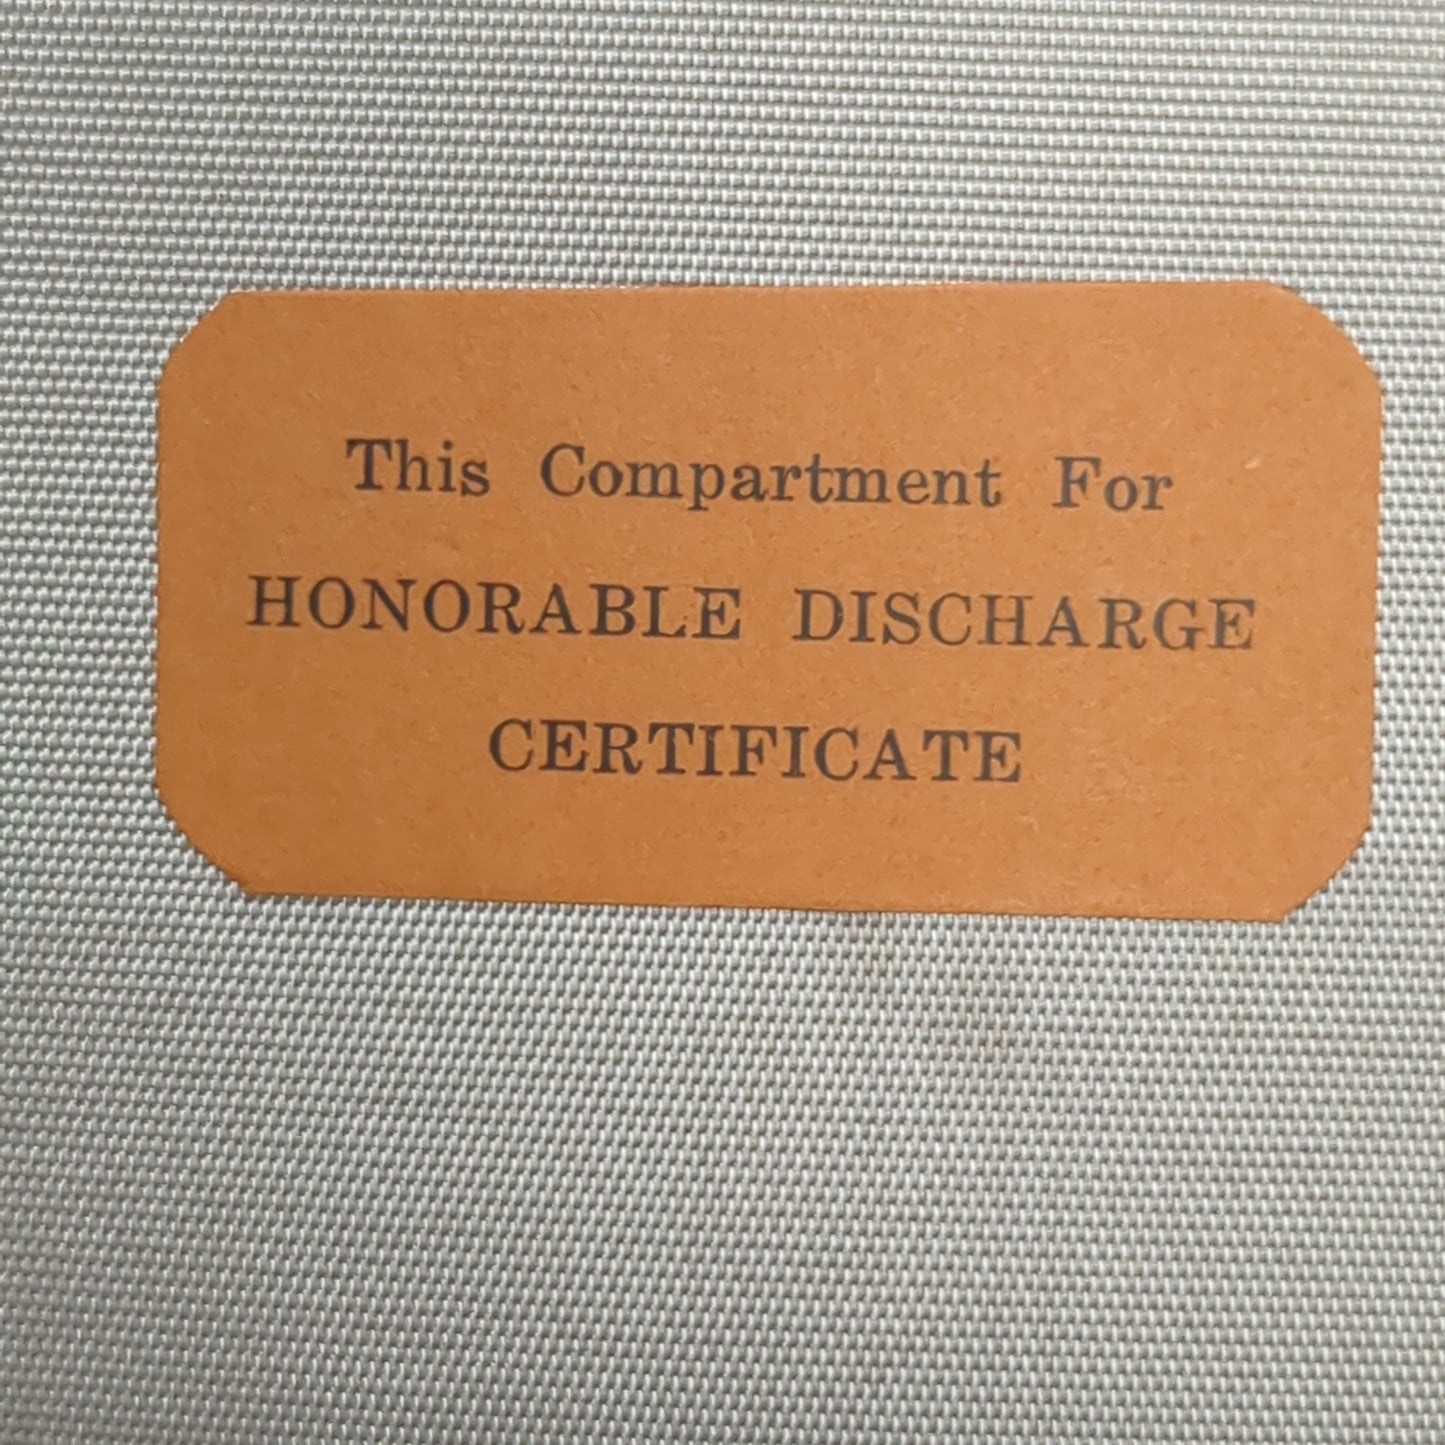 This Compartment For
HONORABLE DISCHARGE
CERTIFICATE